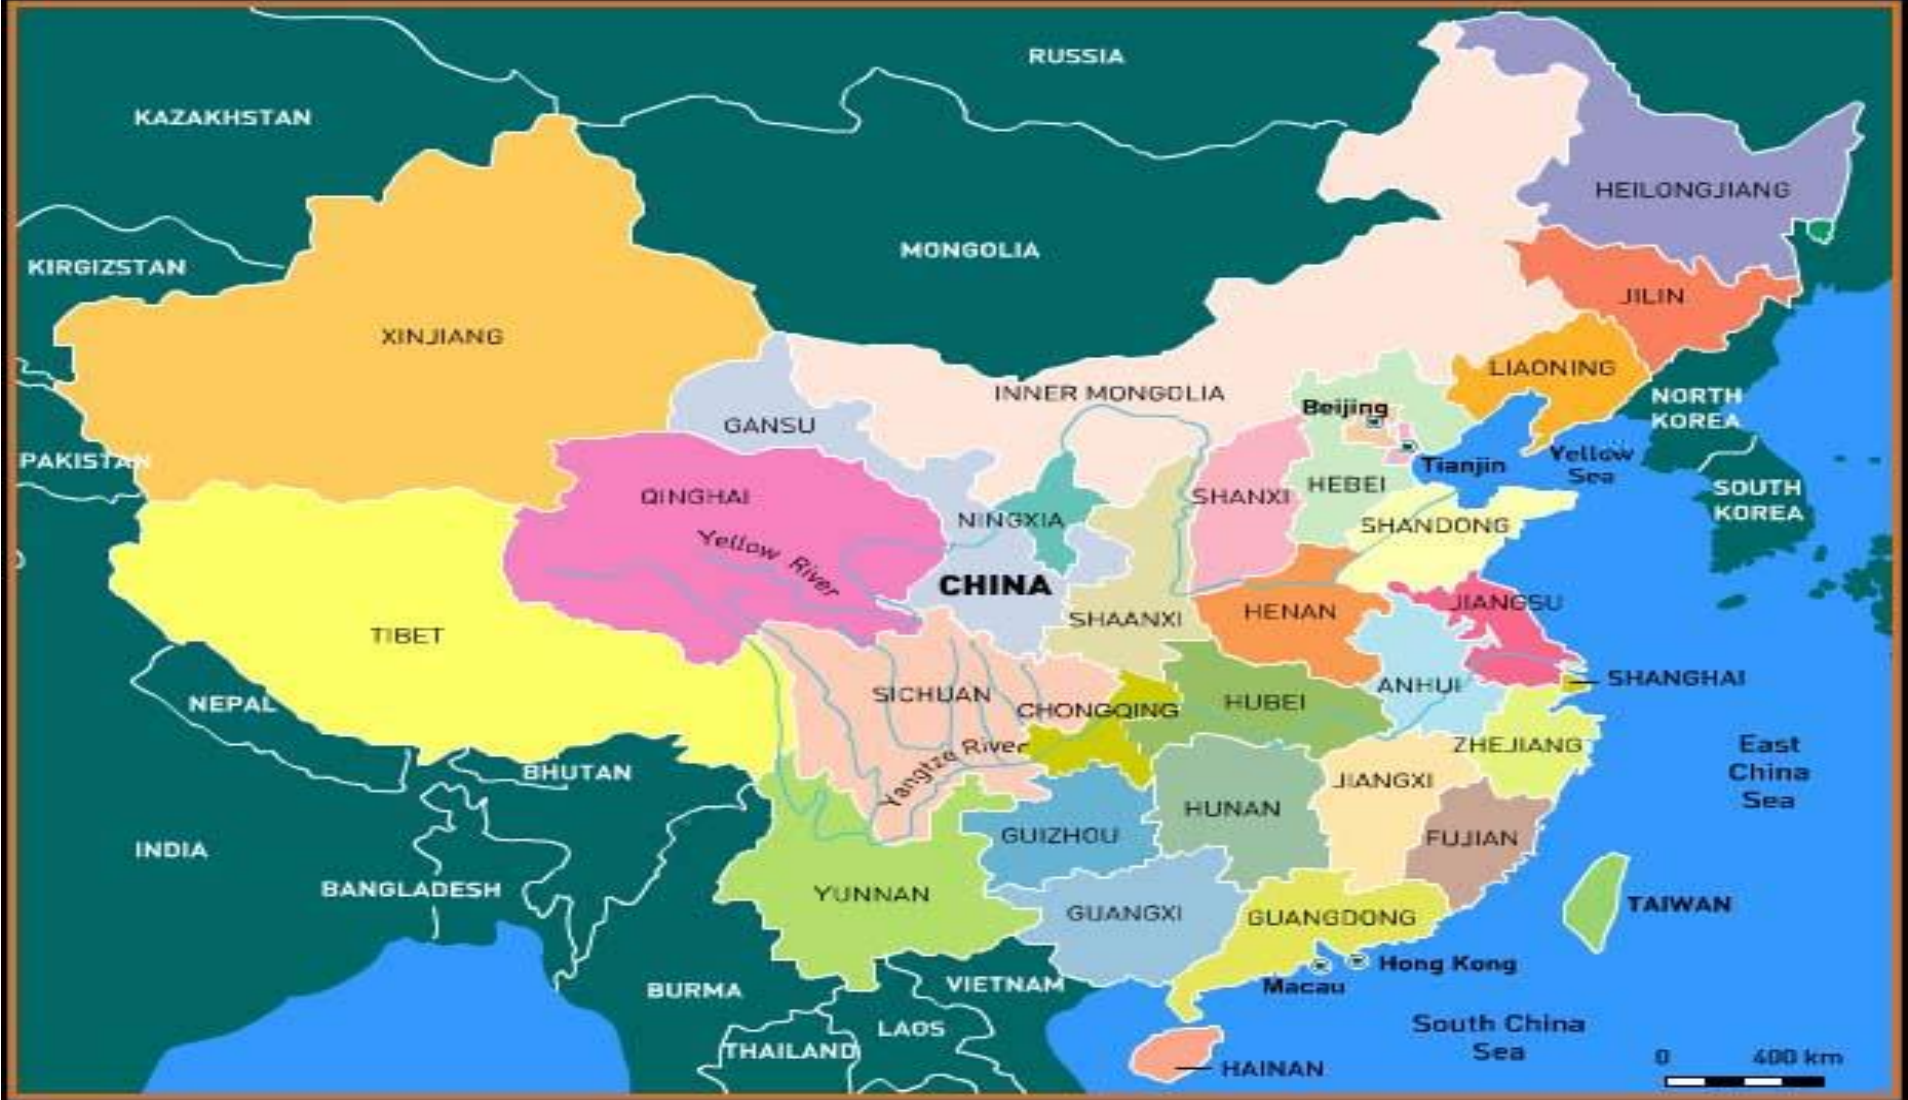 RUSSIA
KAZAKHSTAN
HEILONGJIANG
MONGOLIA
KIRGIZSTAN
JILIN
XINJIANG
LIAONING
INNER MONGOLIA
NORTH
KOREA
Beijing
GANSU
PAKISTAN
Tianjin
Yellow
Sea
QINGHAI
SHANXI
HEBEI
SOUTH
KOREA
NINGXIA
SHANDONG
Yellow River
CHINA
JIANGSU
HENAN
SHAANXI
TIBET
SHANGHAI
ANHUI
SICHUAN
CHONGQING
HUBEI
NEPAL
Yangtze River
ZHEJIANG
East
China
Sea
BHUTAN
JIANGXI
HUNAN
GUIZHOU
FUJIAN
INDIA
BANGLADESH
YUNNAN
TAIWAN
GUANGXI
GUANGDONG
Hong Kong
Macau
VIETNAM
BURMA
South China
Sea
LAOS
THAILAND
HAINAN
0 400 km